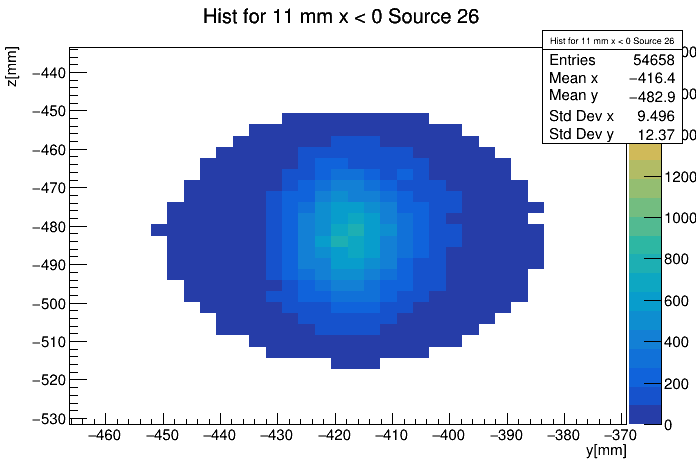 Hist for 11 mm x < 0 Source 26
z[mm]
Hist for 11 mm x < 0 Source 26
Entries 54658
Mean x −416.4
Mean y −482.9
Std Dev x 9.496
Std Dev y 12.37
−440
−450
−460
−470
−480
−490
−500
−510
−520
−530
1200
1000
800
600
400
200
0
−460 −450 −440 −430 −420 −410 −400 −390 −380 −370
y[mm]